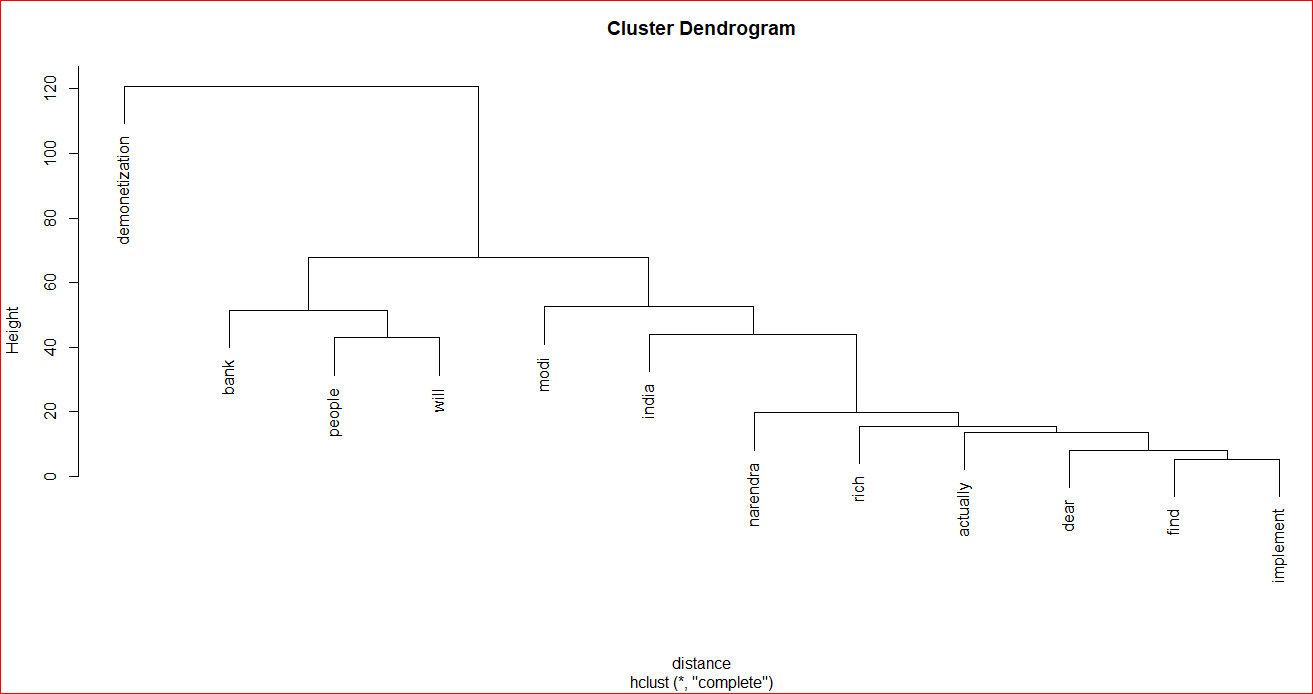 Cluster Dendrogram
Height
0
20
40
60
80
100
120
demonetization
bank
people
will
modi
india
narendra
rich
actually
dear
find
implement
distance
hclust (*, "complete")